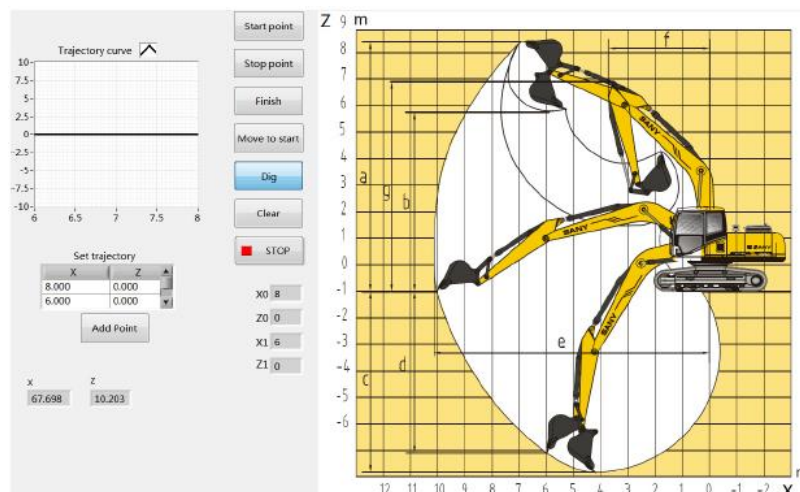 Trajectory curve
10
7.5
5
2.5
0
-2.5
-5
-7.5
-10
6 6.5 7 7.5 8
Set trajectory
X Z
8.000 0.000
6.000 0.000
Add Point
x z
67.698 10.203
Start point
Stop point
Finish
Move to start
Dig
Clear
STOP
X0 8
Z0 0
X1 6
Z1 0
Z 9 m
8
7
6
5
4
3
2
1
0
-1
-2
-3
-4
-5
-6
f
a
g
b
e
d
c
SANY
SANY
SANY
SANY
12 11 10 9 8 7 6 5 4 3 2 1 0 -1 -2
X